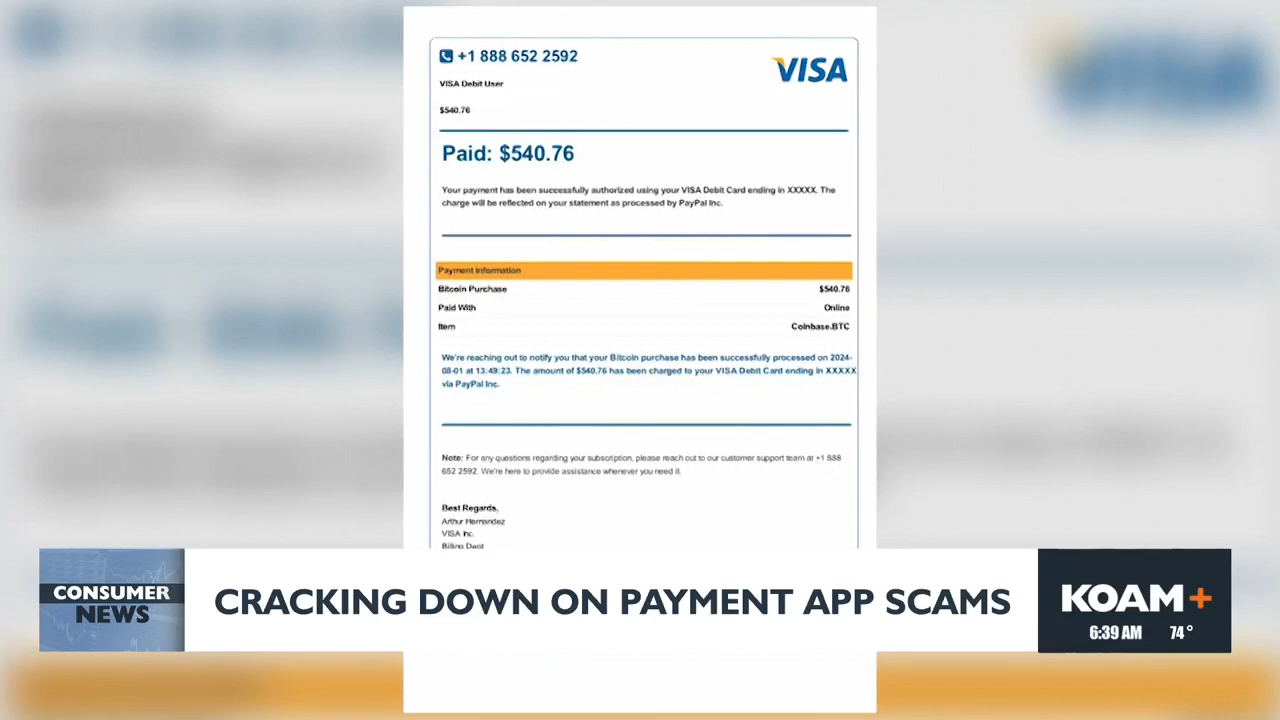 +1 888 652 2592
VISA
VISA Debit User
$540.76
Paid: $540.76
Your payment has been successfully authorized using your VISA Debit Card ending in XXXXX. The
charge will be reflected on your statement as processed by PayPal Inc.
Payment Information
Bitcoin Purchase $540.76
Paid With Online
Item Coinbase.BTC
We're reaching out to notify you that your Bitcoin purchase has been successfully processed on 2024-
08-01 at 13:49:23. The amount of $540.76 has been charged to your VISA Debit Card ending in XXXXX
via PayPal Inc.
Note: For any questions regarding your subscription, please reach out to our customer support team at +1 888
652 2592. We're here to provide assistance whenever you need it.
Best Regards,
Arthur Hernandez
VISA Inc.
Billing Dept
CONSUMER
NEWS
CRACKING DOWN ON PAYMENT APP SCAMS
KOAM+
6:39 AM 74°